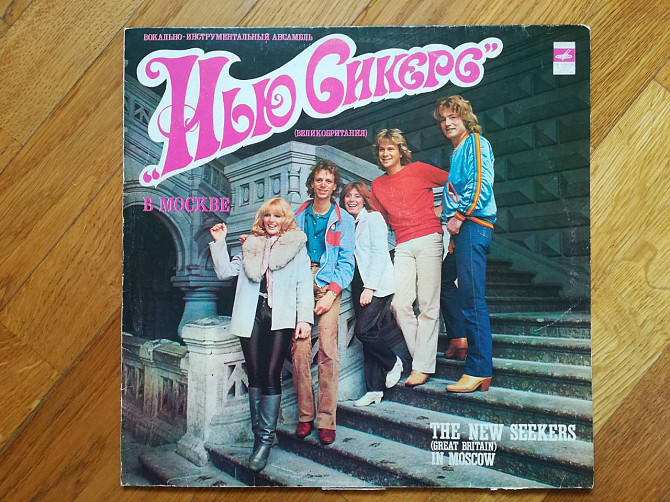 ВОКАЛЬНО-ИНСТРУМЕНТАЛЬНЫЙ АНСАМБЛЬ
„НЬЮ СИКЕРС”
(ВЕЛИКОБРИТАНИЯ)
В МОСКВЕ
THE NEW SEEKERS
(GREAT BRITAIN)
IN MOSCOW